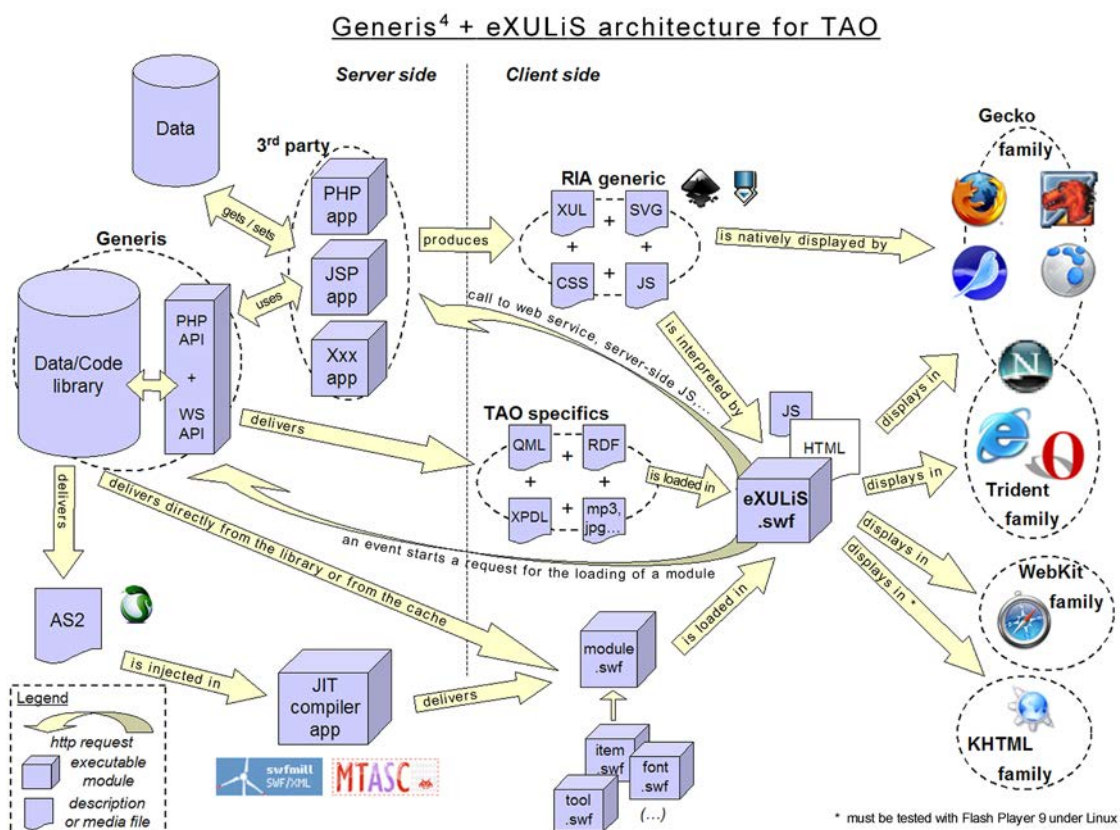 Generis⁴ + eXULiS architecture for TAO
Server side
Client side
Data
3rd party
PHP
app
JSP
app
Xxx
app
gets / sets
uses
Generis
Data/Code
library
PHP
API
+
WS
API
produces
RIA generic
XUL
+
SVG
+
+
CSS
+
JS
is natively displayed by
Gecko
family
call to web service, server-side JS,...
is interpreted by
delivers
TAO specifics
QML
+
RDF
+
+
XPDL
+
mp3,
jpg...
is loaded in
JS
HTML
eXULiS
.swf
displays in
N
displays in
Trident
family
displays in
displays in *
WebKit
family
KHTML
family
an event starts a request for the loading of a module
delivers directly from the library or from the cache
delivers
AS2
is injected in
JIT
compiler
app
delivers
module
.swf
is loaded in
item
.swf
font
.swf
tool
.swf
(...)
swfmill
SWF/XML
MTASC
Legend
http request
executable
module
description
or media file
* must be tested with Flash Player 9 under Linux